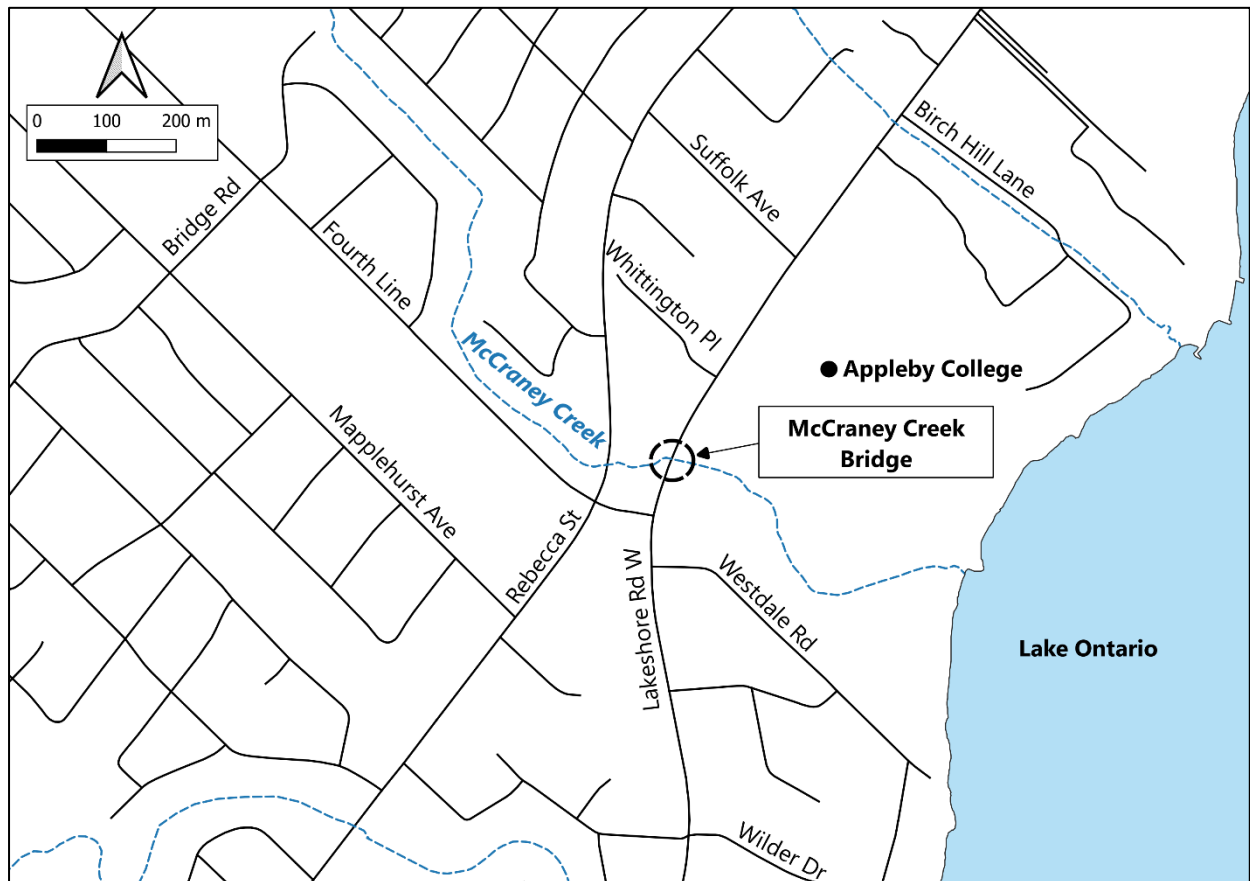 0 100 200 m
Birch Hill Lane
Suffolk Ave
Bridge Rd
Fourth Line
Whittington Pl
McCraney Creek
Appleby College
McCraney Creek
Bridge
Mapplehurst Ave
Rebecca St
Lakeshore Rd W
Westdale Rd
Lake Ontario
Wilder Dr